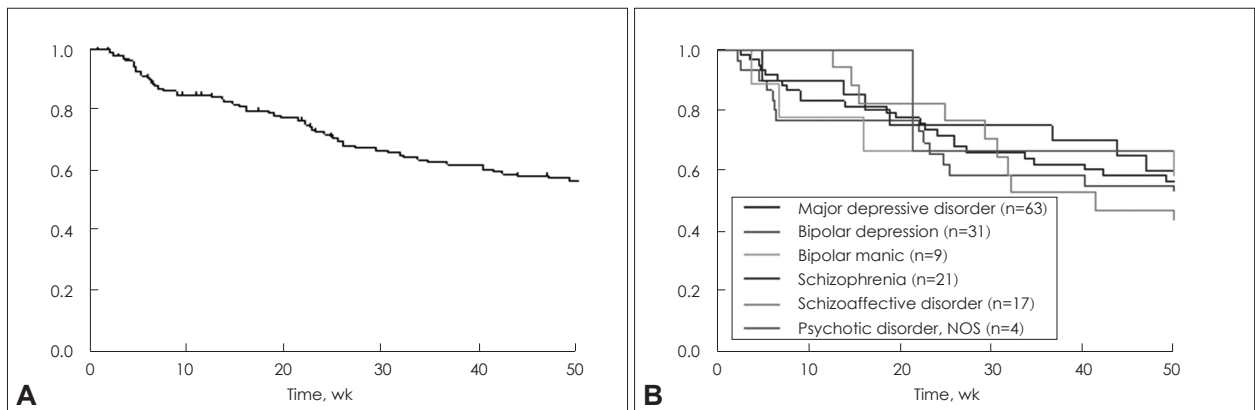 1.0
0.8
0.6
0.4
0.2
0.0
0 10 20 30 40 50
Time, wk
A
1.0
0.8
0.6
0.4
0.2
0.0
Major depressive disorder (n=63)
Bipolar depression (n=31)
Bipolar manic (n=9)
Schizophrenia (n=21)
Schizoaffective disorder (n=17)
Psychotic disorder, NOS (n=4)
0 10 20 30 40 50
Time, wk
B